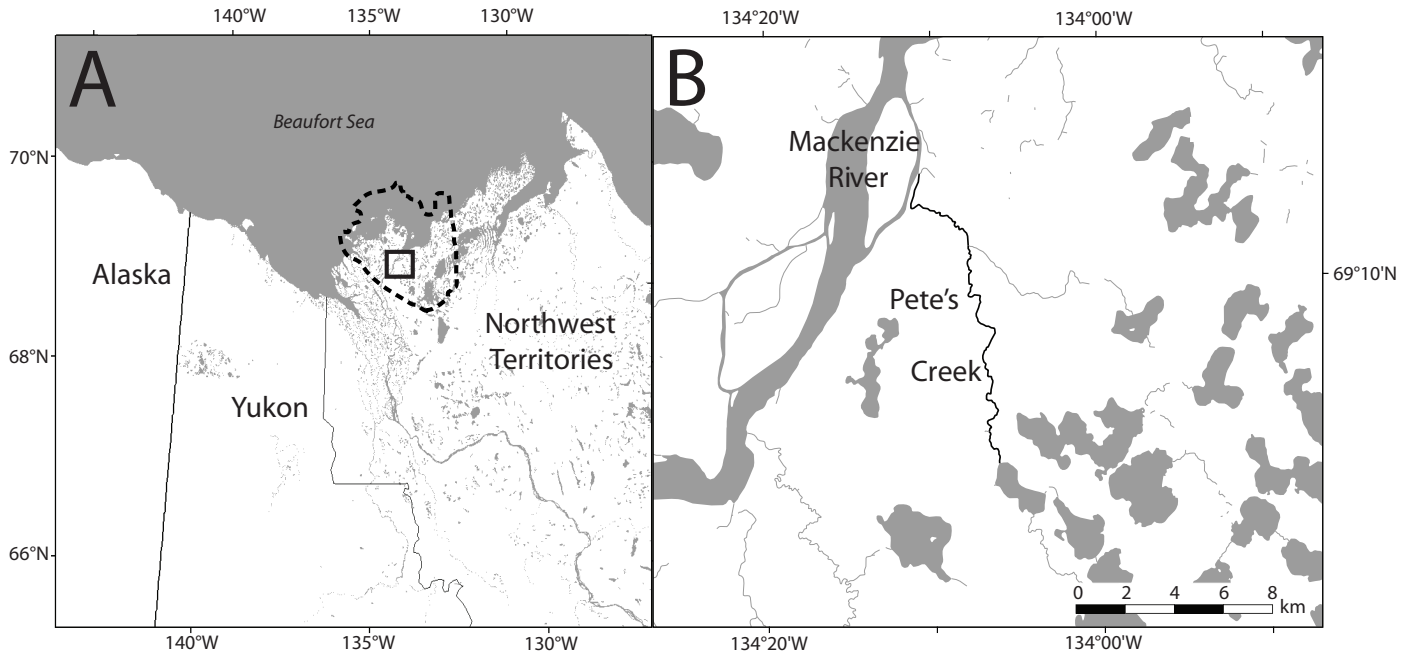 140°W 135°W 130°W
134°20'W 134°00'W
A
B
Beaufort Sea
Mackenzie
River
70°N
Alaska
69°10'N
Pete's
Northwest
Territories
68°N
Creek
Yukon
66°N
0 2 4 6 8 km
140°W 135°W 130°W
134°20'W 134°00'W